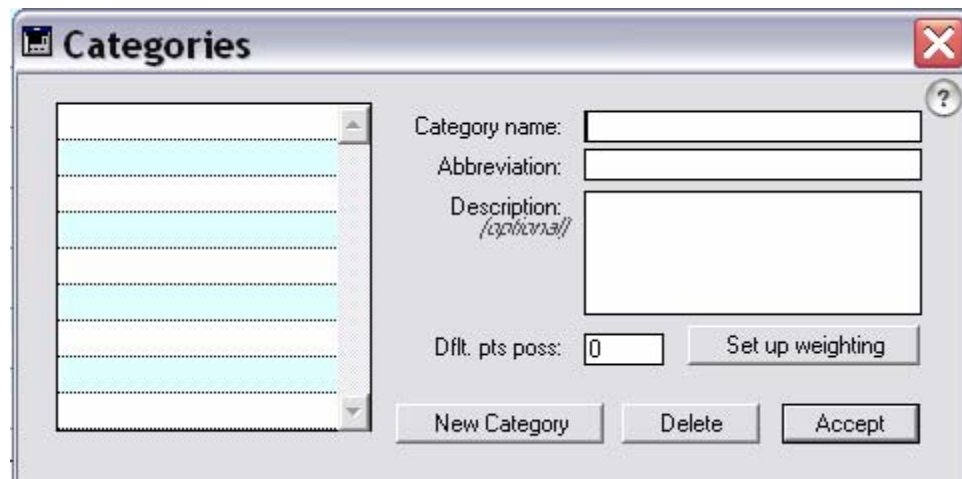 Categories
?
Category name:
Abbreviation:
Description:
(optional)
Dflt. pts poss: 0 Set up weighting
New Category Delete Accept